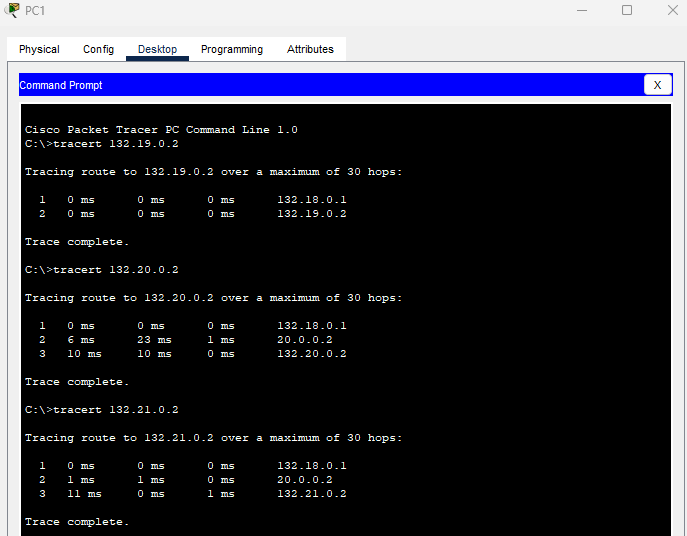 PC1
Physical Config Desktop Programming Attributes
Command Prompt X
Cisco Packet Tracer PC Command Line 1.0
C:\>tracert 132.19.0.2
Tracing route to 132.19.0.2 over a maximum of 30 hops:
1 0 ms 0 ms 0 ms 132.18.0.1
2 0 ms 0 ms 0 ms 132.19.0.2
Trace complete.
C:\>tracert 132.20.0.2
Tracing route to 132.20.0.2 over a maximum of 30 hops:
1 0 ms 0 ms 0 ms 132.18.0.1
2 6 ms 23 ms 1 ms 20.0.0.2
3 10 ms 10 ms 0 ms 132.20.0.2
Trace complete.
C:\>tracert 132.21.0.2
Tracing route to 132.21.0.2 over a maximum of 30 hops:
1 0 ms 0 ms 0 ms 132.18.0.1
2 1 ms 1 ms 0 ms 20.0.0.2
3 11 ms 0 ms 1 ms 132.21.0.2
Trace complete.